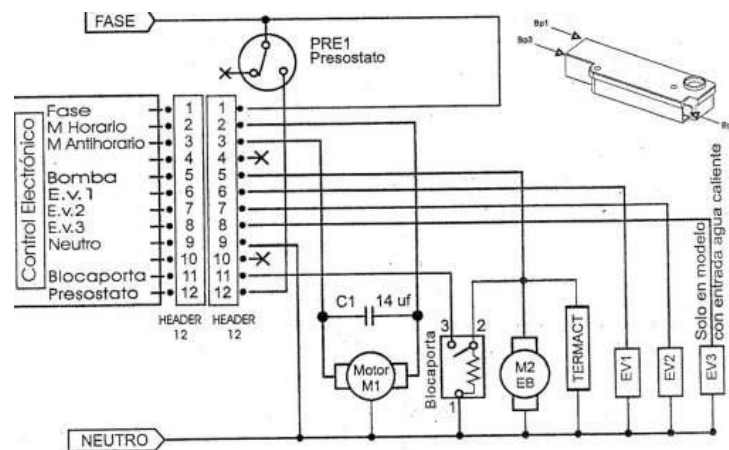 FASE
PRE1
Presostato
Bp1
Bp3
Control Electrónico
Fase 1 1
M Horario 2 2
M Antihorario 3 3
4 4
Bomba 5 5
E.v.1 6 6
E.v.2 7 7
E.v.3 8 8
Neutro 9 9
10 10
Blocaporta 11 11
Presostato 12 12
HEADER 12
HEADER 12
C1 14 uf
Motor
M1
Blocaporta
3 2
1
M2
EB
TERMACT
EV1
EV2
EV3
Solo en modelo
con entrada agua caliente
NEUTRO